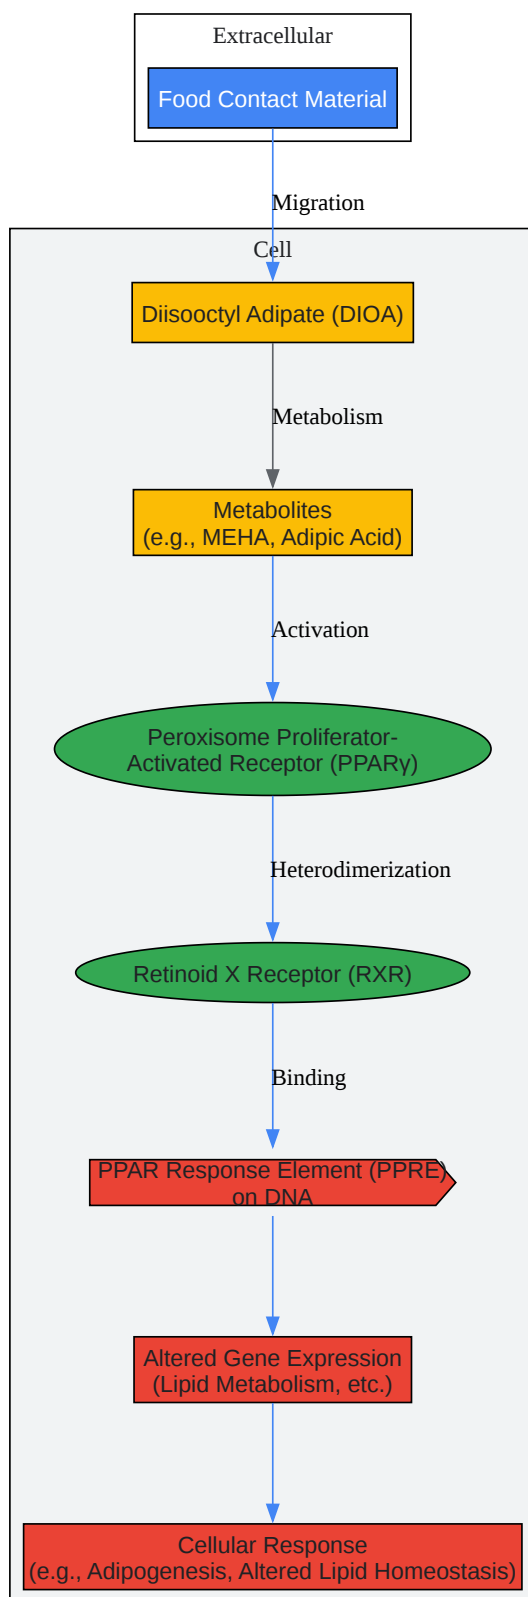 Extracellular
Food Contact Material
Migration
Cell
Diisooctyl Adipate (DIOA)
Metabolism
Metabolites
(e.g., MEHA, Adipic Acid)
Activation
Peroxisome Proliferator-
Activated Receptor (PPARγ)
Heterodimerization
Retinoid X Receptor (RXR)
Binding
PPAR Response Element (PPRE)
on DNA
Altered Gene Expression
(Lipid Metabolism, etc.)
Cellular Response
(e.g., Adipogenesis, Altered Lipid Homeostasis)